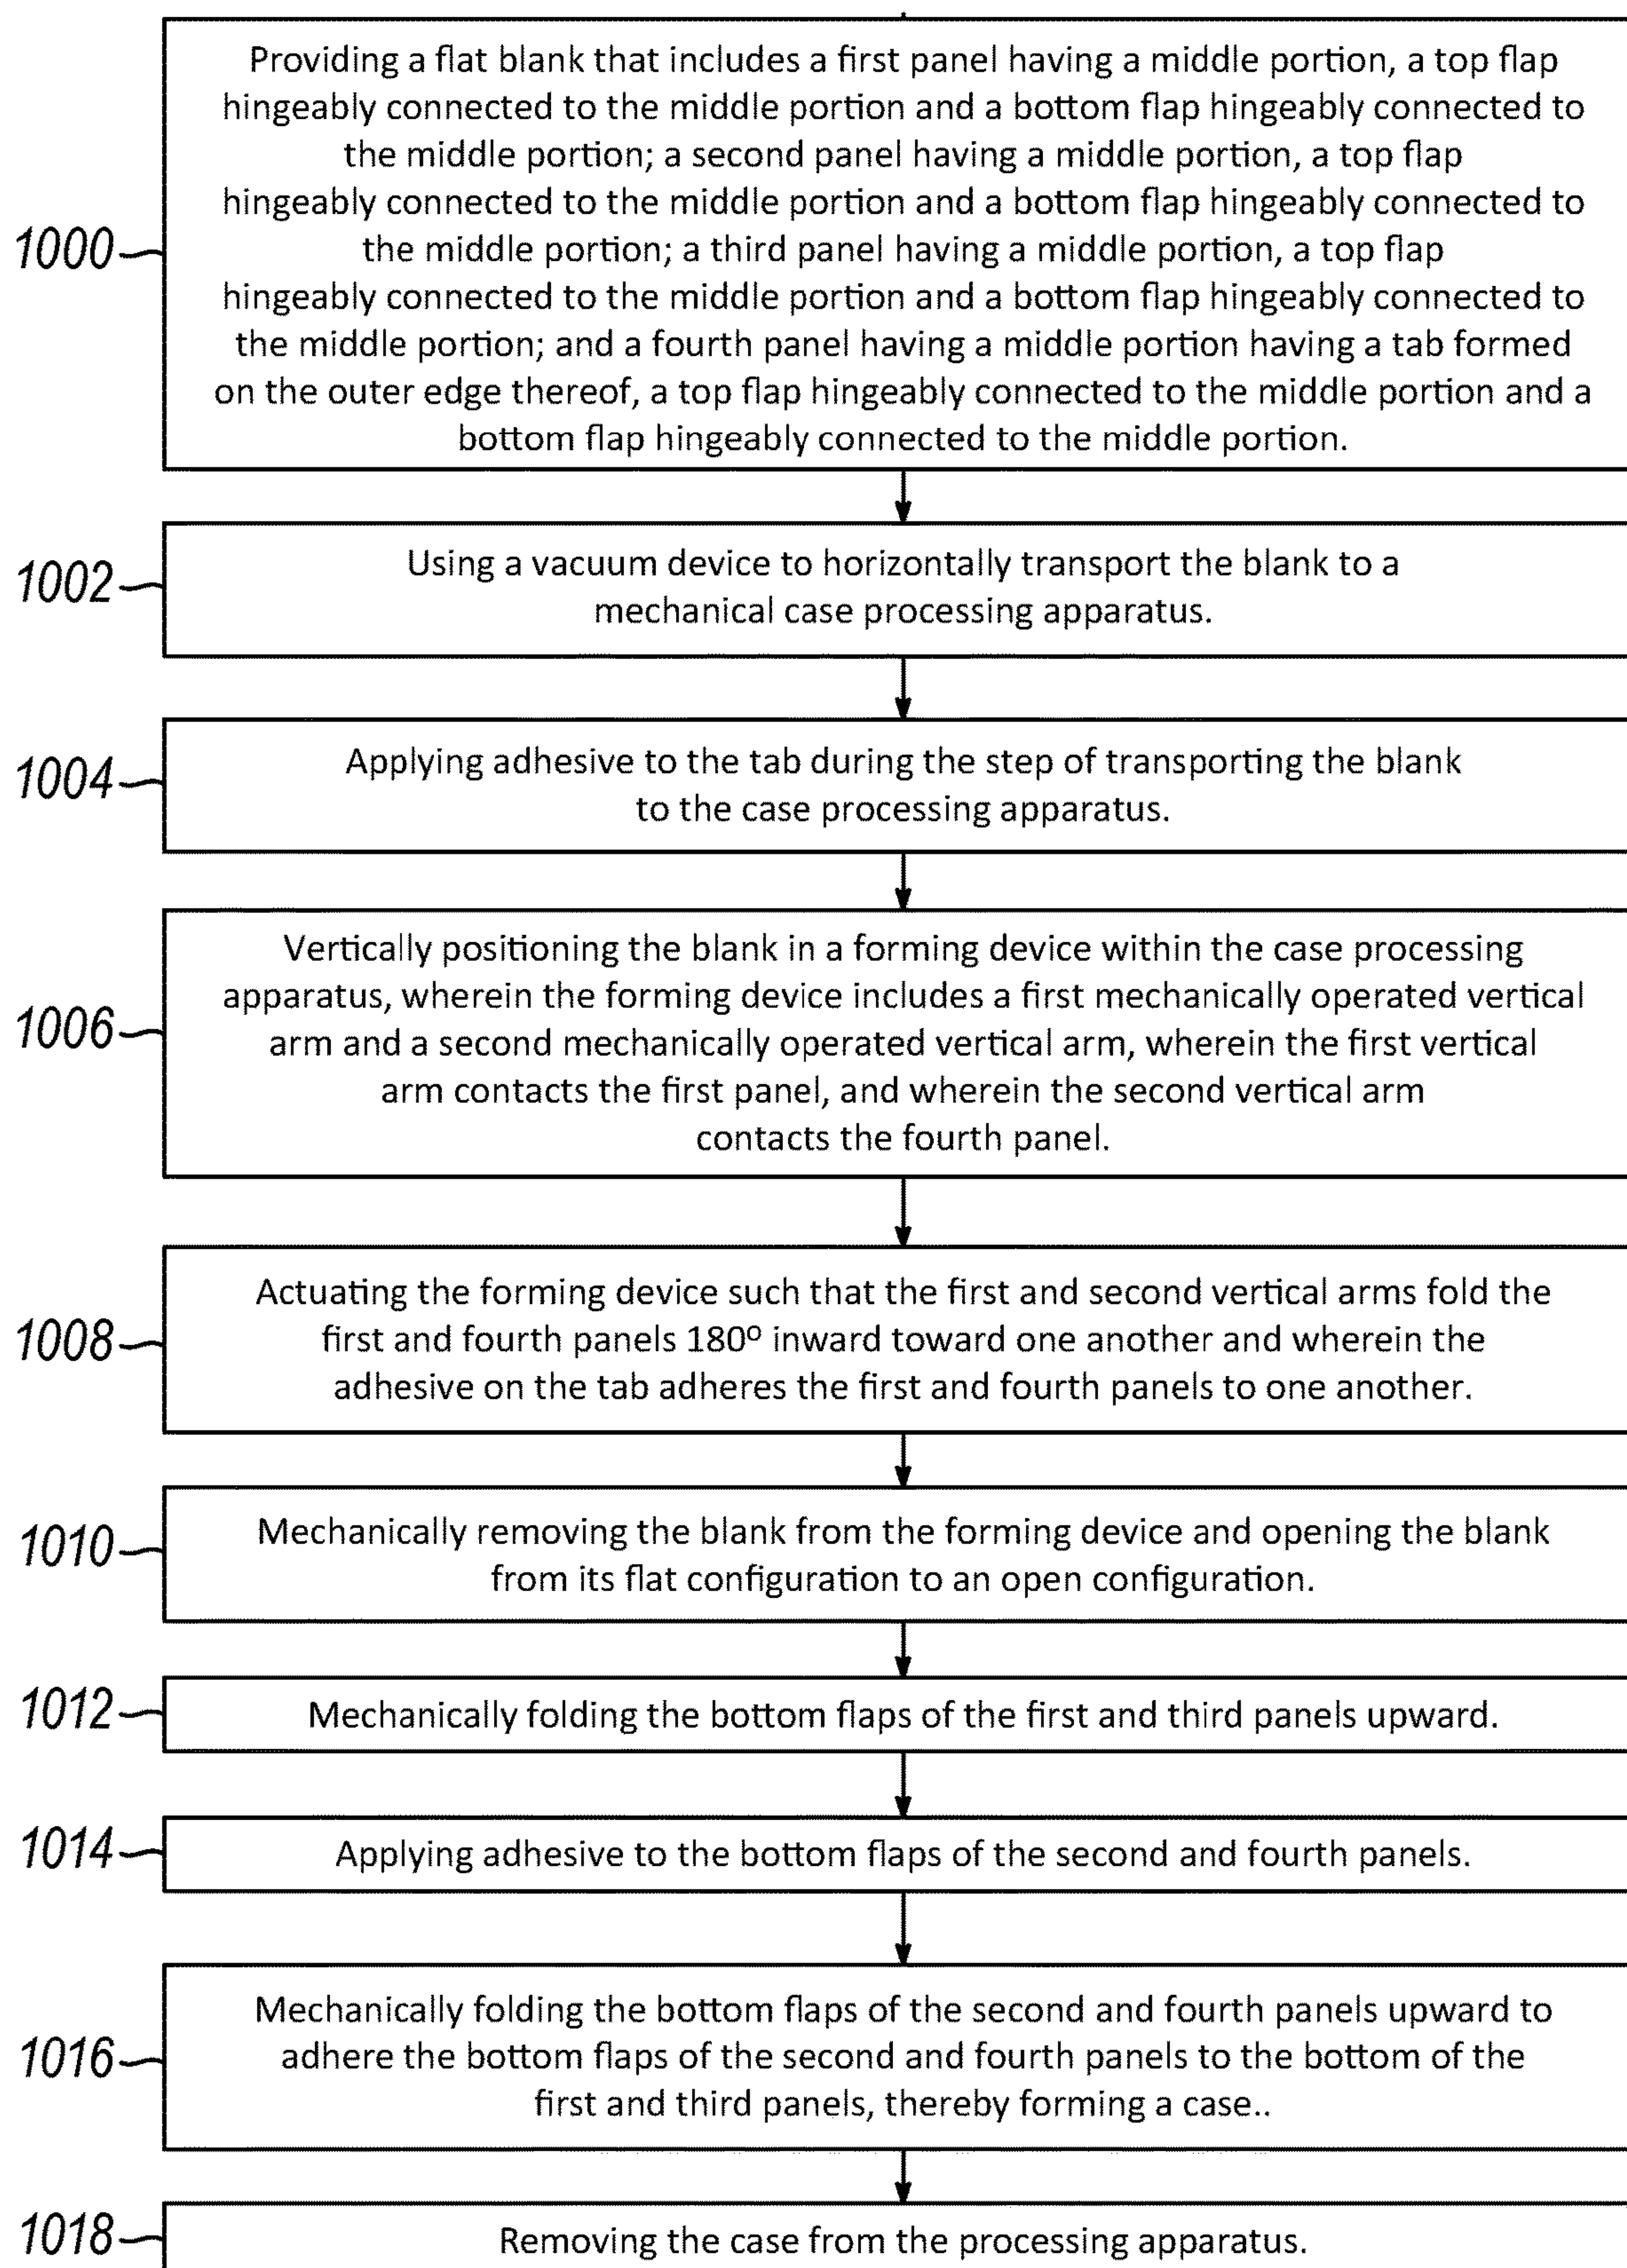 Providing a flat blank that includes a first panel having a middle portion, a top flap
hingeably connected to the middle portion and a bottom flap hingeably connected to
the middle portion; a second panel having a middle portion, a top flap
hingeably connected to the middle portion and a bottom flap hingeably connected to
1000
the middle portion; a third panel having a middle portion, a top flap
hingeably connected to the middle portion and a bottom flap hingeably connected to
the middle portion; and a fourth panel having a middle portion having a tab formed
on the outer edge thereof, a top flap hingeably connected to the middle portion and a
bottom flap hingeably connected to the middle portion.
1002
Using a vacuum device to horizontally transport the blank to a
mechanical case processing apparatus.
1004
Applying adhesive to the tab during the step of transporting the blank
to the case processing apparatus.
1006
Vertically positioning the blank in a forming device within the case processing
apparatus, wherein the forming device includes a first mechanically operated vertical
arm and a second mechanically operated vertical arm, wherein the first vertical
arm contacts the first panel, and wherein the second vertical arm
contacts the fourth panel.
1008
Actuating the forming device such that the first and second vertical arms fold the
first and fourth panels 180º inward toward one another and wherein the
adhesive on the tab adheres the first and fourth panels to one another.
1010
Mechanically removing the blank from the forming device and opening the blank
from its flat configuration to an open configuration.
1012
Mechanically folding the bottom flaps of the first and third panels upward.
1014
Applying adhesive to the bottom flaps of the second and fourth panels.
1016
Mechanically folding the bottom flaps of the second and fourth panels upward to
adhere the bottom flaps of the second and fourth panels to the bottom of the
first and third panels, thereby forming a case..
1018
Removing the case from the processing apparatus.